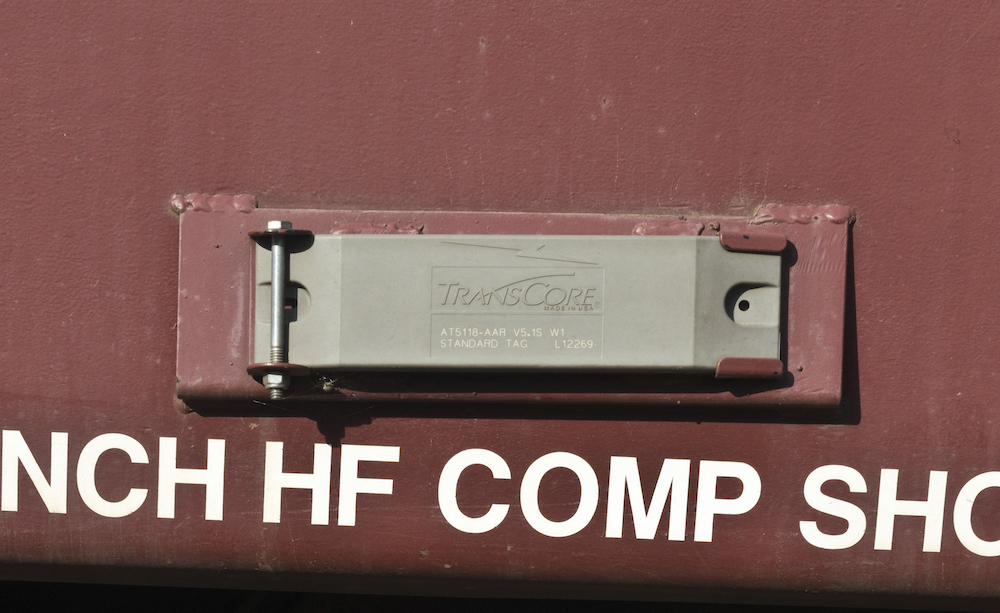 TRANSCORE
MADE IN USA
AT5118-AAR V5.1S W1
STANDARD TAG L12269
NCH HF COMP SHO